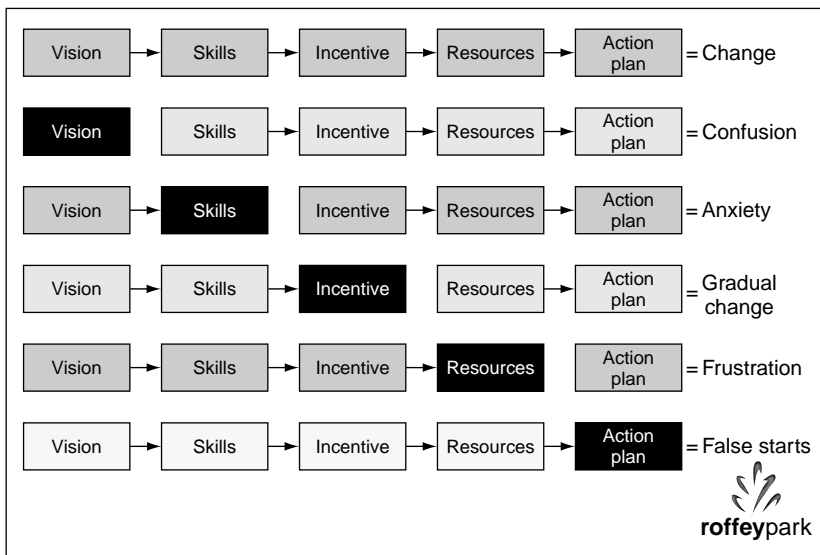 Vision Skills Incentive Resources Action plan = Change
Vision Skills Incentive Resources Action plan = Confusion
Vision Skills Incentive Resources Action plan = Anxiety
Vision Skills Incentive Resources Action plan = Gradual change
Vision Skills Incentive Resources Action plan = Frustration
Vision Skills Incentive Resources Action plan = False starts
roffeypark